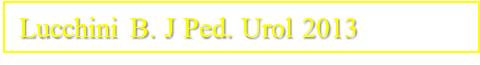 Lucchini B. J Ped. Urol 2013